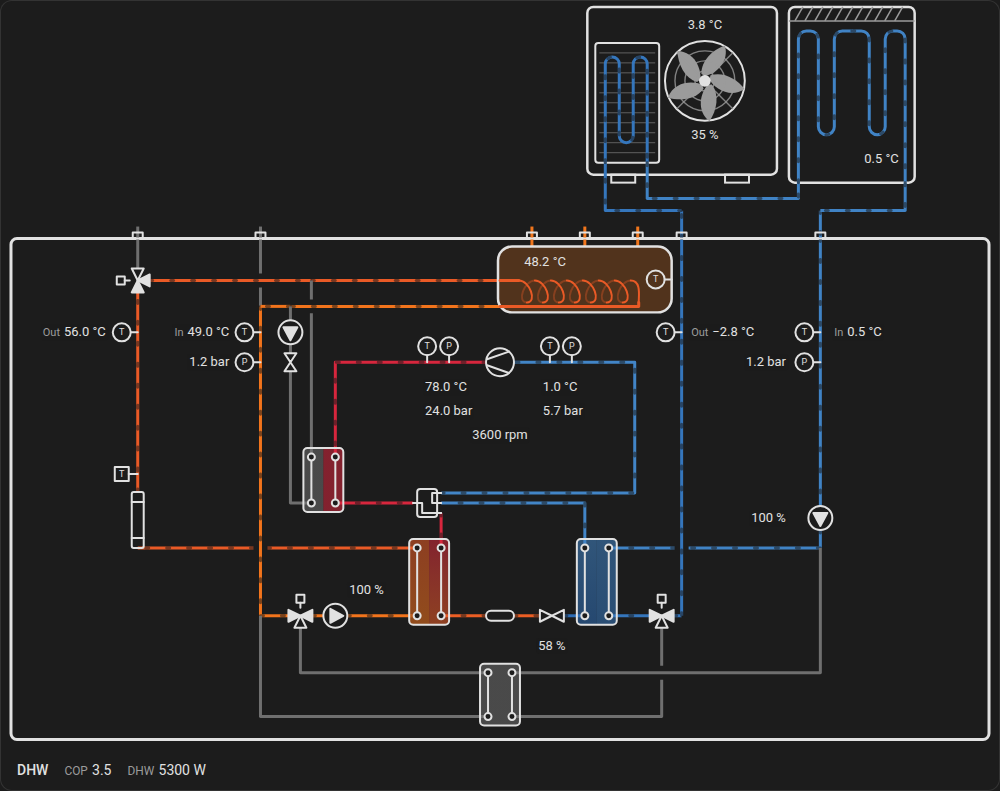 3.8 °C
35 %
0.5 °C
48.2 °C
T
Out 56.0 °C T
In 49.0 °C T
T Out −2.8 °C
T In 0.5 °C
1.2 bar P
1.2 bar P
T P
T P
78.0 °C
1.0 °C
24.0 bar
5.7 bar
3600 rpm
T
100 %
100 %
58 %
DHW COP 3.5 DHW 5300 W